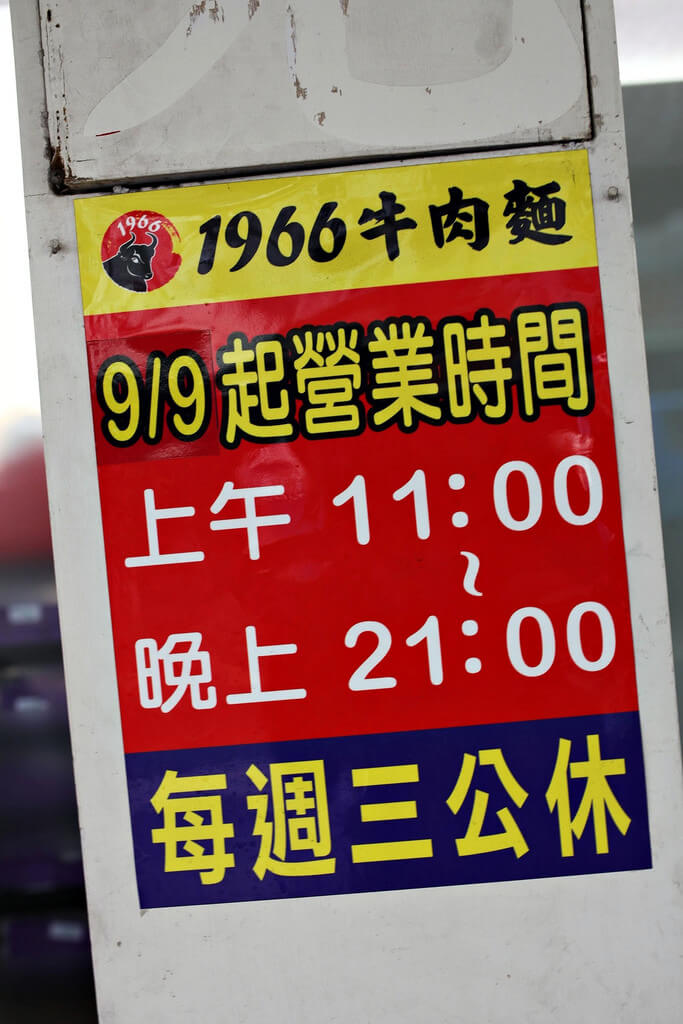 1966
1966牛肉麵
9/9起營業時間
上午 11:00
~
晚上 21:00
每週三公休